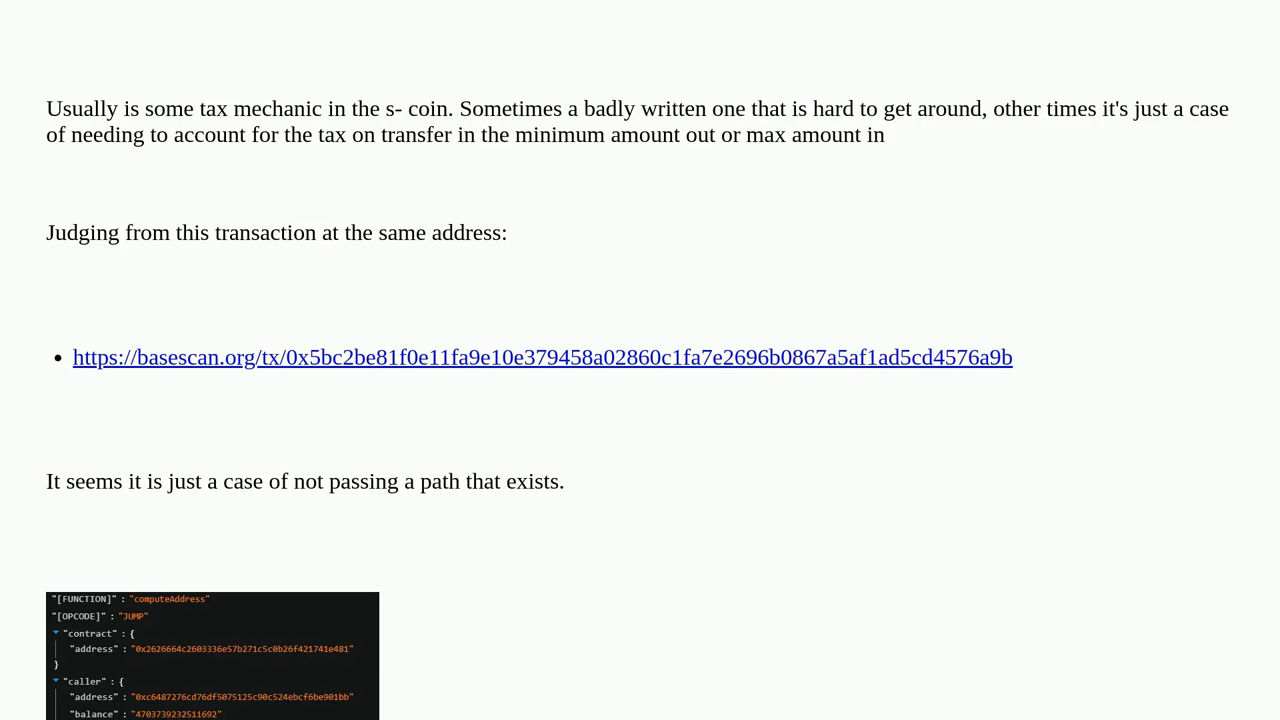 Usually is some tax mechanic in the s- coin. Sometimes a badly written one that is hard to get around, other times it's just a case
of needing to account for the tax on transfer in the minimum amount out or max amount in
Judging from this transaction at the same address:
• https://basescan.org/tx/0x5bc2be81f0e11fa9e10e379458a02860c1fa7e2696b0867a5af1ad5cd4576a9b
It seems it is just a case of not passing a path that exists.
"[FUNCTION]" : "computeAddress"
"[OPCODE]" : "JUMP"
"contract" : {
"address" : "0x2626664c2603336e57b271c5c0b26f421741e481"
}
"caller" : {
"address" : "0xc6487276cd76df5075125c90c524ebcf6be901bb"
"balance" : "4703739232511692"